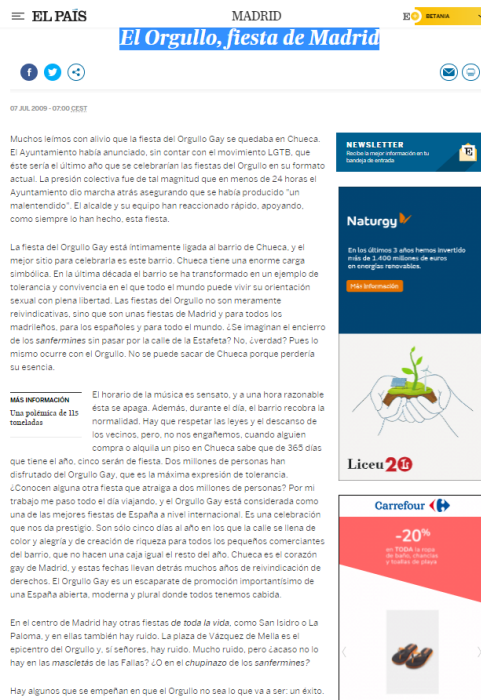 EL PAÍS
MADRID
E
BETANIA
El Orgullo, fiesta de Madrid
07 JUL 2009 - 07:00 CEST
Muchos leímos con alivio que la fiesta del Orgullo Gay se quedaba en Chueca.
El Ayuntamiento había anunciado, sin contar con el movimiento LGTB, que
éste sería el último año que se celebrarían las fiestas del Orgullo en su formato
actual. La presión colectiva fue de tal magnitud que en menos de 24 horas el
Ayuntamiento dio marcha atrás asegurando que se había producido "un
malentendido". El alcalde y su equipo han reaccionado rápido, apoyando,
como siempre lo han hecho, esta fiesta.
La fiesta del Orgullo Gay está íntimamente ligada al barrio de Chueca, y el
mejor sitio para celebrarla es este barrio. Chueca tiene una enorme carga
simbólica. En la última década el barrio se ha transformado en un ejemplo de
tolerancia y convivencia en el que todo el mundo puede vivir su orientación
sexual con plena libertad. Las fiestas del Orgullo no son meramente
reivindicativas, sino que son unas fiestas de Madrid y para todos los
madrileños, para los españoles y para todo el mundo. ¿Se imaginan el encierro
de los sanfermines sin pasar por la calle de la Estafeta? No, ¿verdad? Pues lo
mismo ocurre con el Orgullo. No se puede sacar de Chueca porque perdería
su esencia.
MÁS INFORMACIÓN
Una polémica de 115
toneladas
El horario de la música es sensato, y a una hora razonable
ésta se apaga. Además, durante el día, el barrio recobra la
normalidad. Hay que respetar las leyes y el descanso de
los vecinos, pero, no nos engañemos, cuando alguien
compra o alquila un piso en Chueca sabe que de 365 días
que tiene el año, cinco serán de fiesta. Dos millones de personas han
disfrutado del Orgullo Gay, que es la máxima expresión de tolerancia.
¿Conocen alguna otra fiesta que atraiga a dos millones de personas? Por mi
trabajo me paso todo el día viajando, y el Orgullo Gay está considerada como
una de las mejores fiestas de España a nivel internacional. Es una celebración
que nos da prestigio. Son sólo cinco días al año en los que la calle se llena de
color y alegría y de creación de riqueza para todos los pequeños comerciantes
del barrio, que no hacen una caja igual el resto del año. Chueca es el corazón
gay de Madrid, y estas fechas llevan detrás muchos años de reivindicación de
derechos. El Orgullo Gay es un escaparate de promoción importantísimo de
una España abierta, moderna y plural donde todos tenemos cabida.
En el centro de Madrid hay otras fiestas de toda la vida, como San Isidro o La
Paloma, y en ellas también hay ruido. La plaza de Vázquez de Mella es el
epicentro del Orgullo y, sí señores, hay ruido. Mucho ruido, pero ¿acaso no lo
hay en las mascletás de las Fallas? ¿O en el chupinazo de los sanfermines?
Hay algunos que se empeñan en que el Orgullo no sea lo que va a ser: un éxito.
NEWSLETTER
Recibe la mejor información en tu
bandeja de entrada
E
Naturgy
En los últimos 3 años hemos invertido
más de 1.400 millones de euros
en energías renovables.
Más Información
Liceu
Carrefour
-20%
en TODA la ropa
de baño, chanclas
y toallas de playa